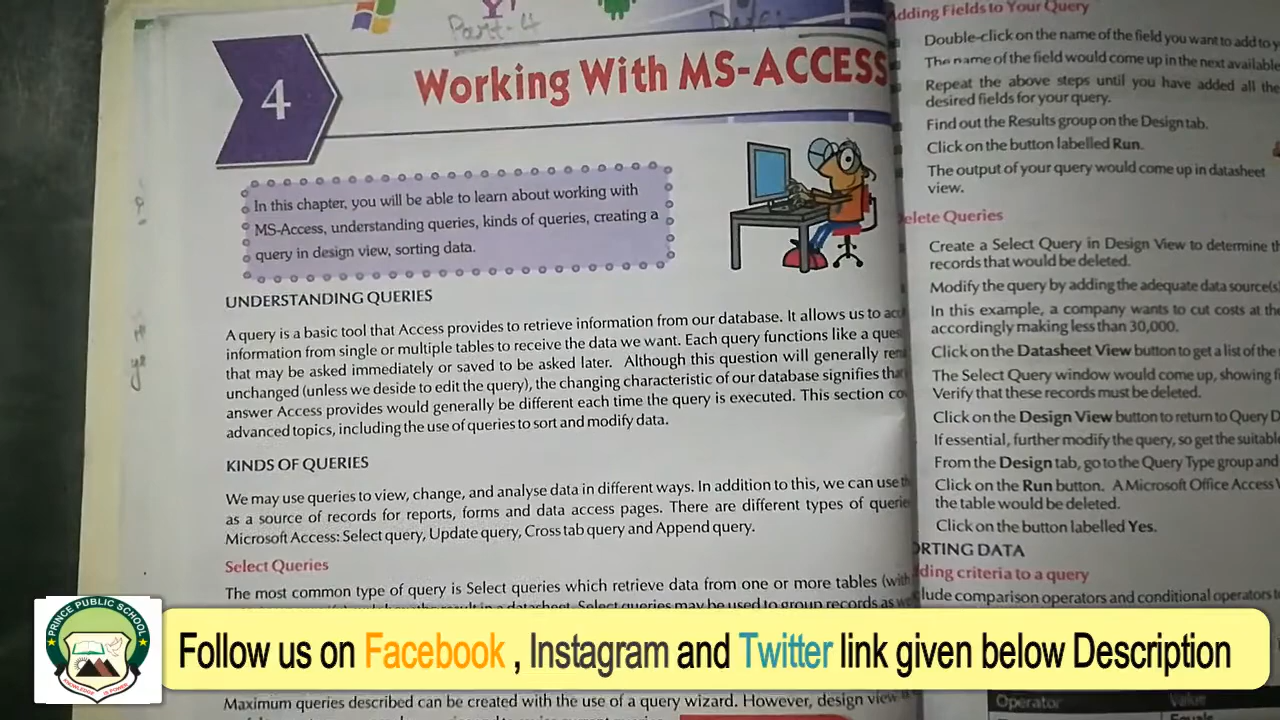 Part-4
4
Working With MS-ACCESS
In this chapter, you will be able to learn about working with
MS-Access, understanding queries, kinds of queries, creating a
query in design view, sorting data.
UNDERSTANDING QUERIES
A query is a basic tool that Access provides to retrieve information from our database. It allows us to
information from single or multiple tables to receive the data we want. Each query functions like a
that may be asked immediately or saved to be asked later. Although this question will generally
unchanged (unless we deside to edit the query), the changing characteristic of our database signifies
answer Access provides would generally be different each time the query is executed. This section
advanced topics, including the use of queries to sort and modify data.
KINDS OF QUERIES
We may use queries to view, change, and analyse data in different ways. In addition to this, we can use
as a source of records for reports, forms and data access pages. There are different types of
Microsoft Access: Select query, Update query, Cross tab query and Append query.
Select Queries
The most common type of query is Select queries which retrieve data from one or more tables (with
Select queries may be used to group records as
Maximum queries described can be created with the use of a query wizard. However, design view
Adding Fields to Your Query
Double-click on the name of the field you want to add to
The name of the field would come up in the next available
Repeat the above steps until you have added all the
desired fields for your query.
Find out the Results group on the Design tab.
Click on the button labelled Run.
The output of your query would come up in datasheet
view.
elete Queries
Create a Select Query in Design View to determine
records that would be deleted.
Modify the query by adding the adequate data source(s)
In this example, a company wants to cut costs at
accordingly making less than 30,000.
Click on the Datasheet View button to get a list of the
The Select Query window would come up, showing
Verify that these records must be deleted.
Click on the Design View button to return to Query
If essential, further modify the query, so get the suitable
From the Design tab, go to the Query Type group and
Click on the Run button. A Microsoft Office Access
the table would be deleted.
Click on the button labelled Yes.
ORTING DATA
ding criteria to a query
clude comparison operators and conditional operators
Operator Value
PRINCE PUBLIC SCHOOL
KNOWLEDGE IS POWER
Follow us on Facebook , Instagram and Twitter link given below Description